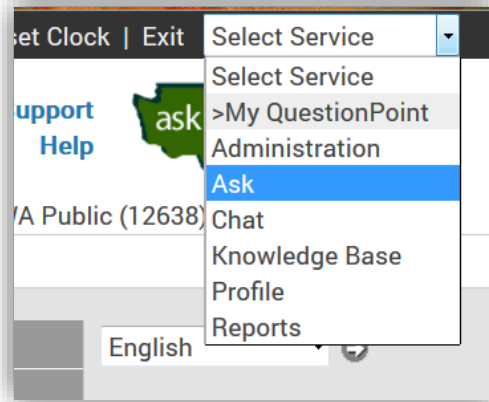 set Clock | Exit Select Service
Select Service
>My QuestionPoint
upport
Help
ask
Administration
Ask
/A Public (12638)
Chat
Knowledge Base
Profile
Reports
English